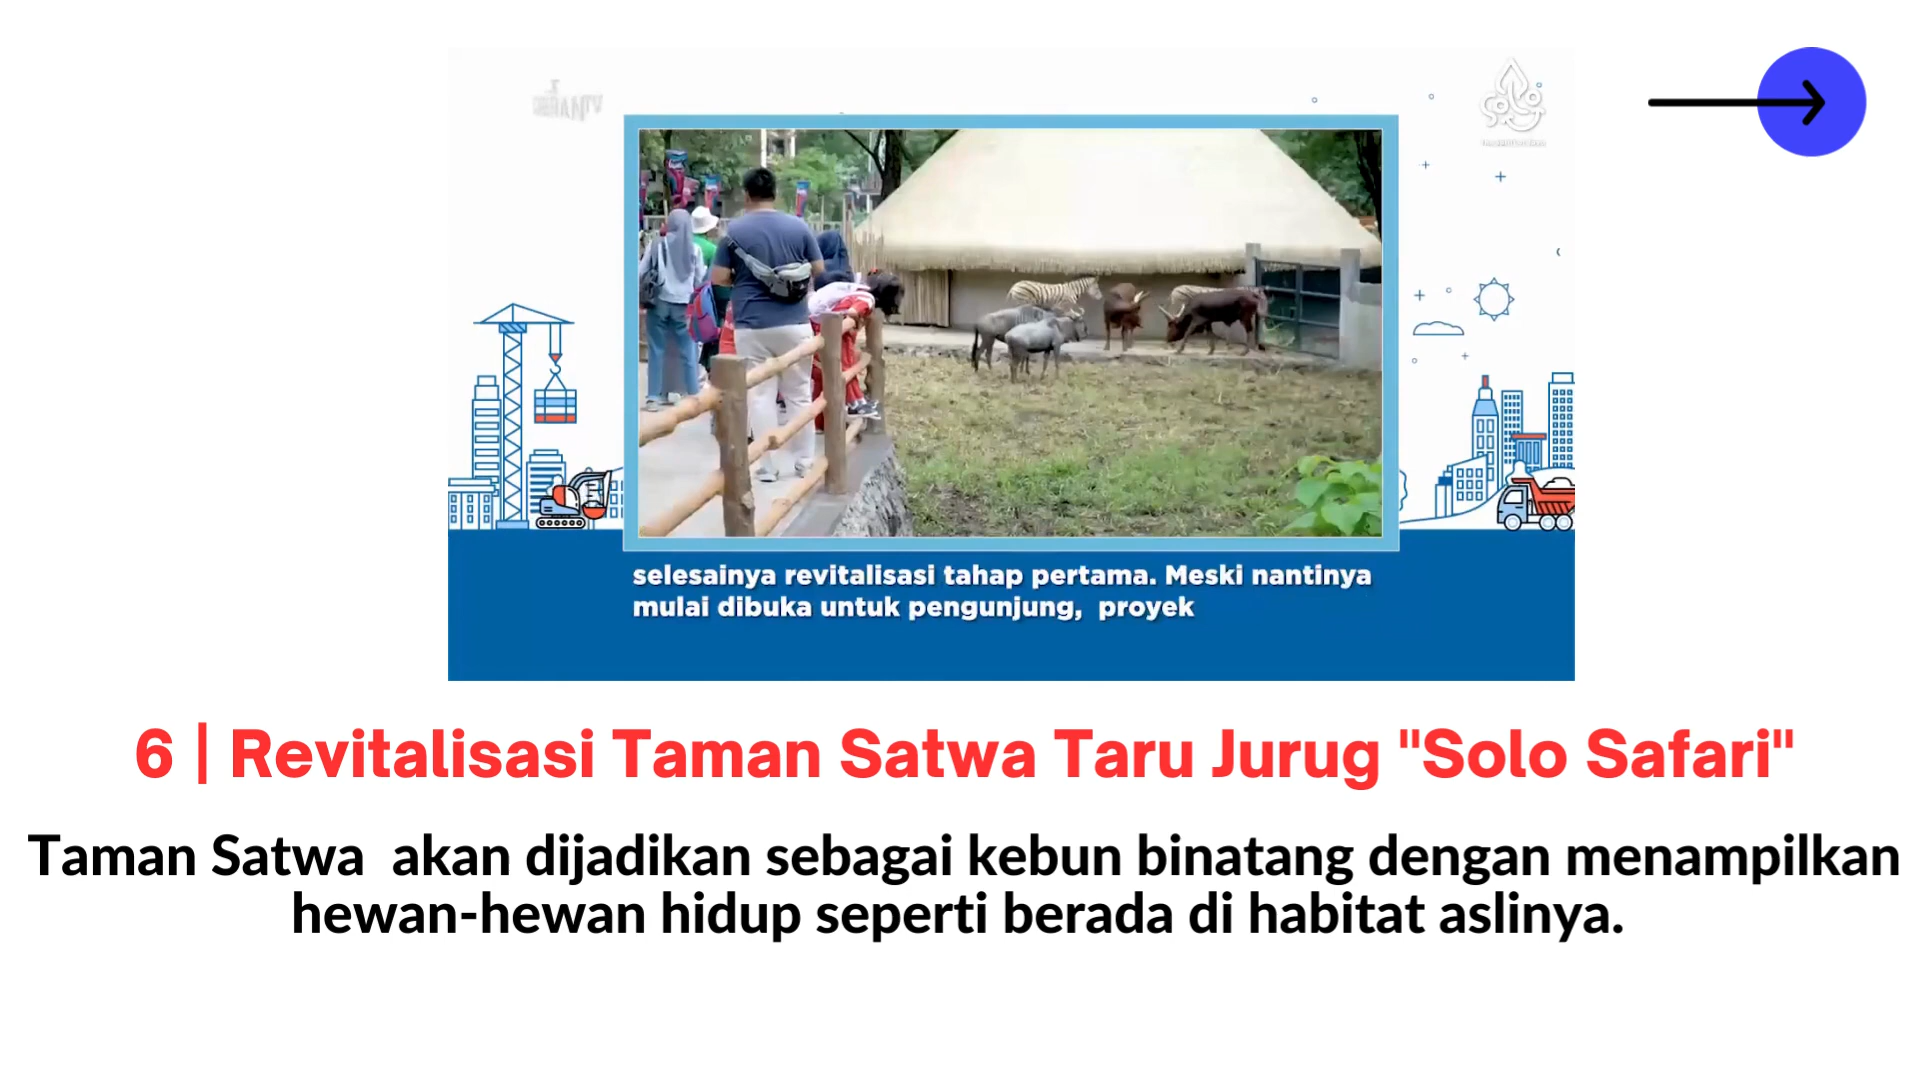 SOLO
selesainya revitalisasi tahap pertama. Meski nantinya
mulai dibuka untuk pengunjung,  proyek
6 | Revitalisasi Taman Satwa Taru Jurug "Solo Safari"
Taman Satwa  akan dijadikan sebagai kebun binatang dengan menampilkan
hewan-hewan hidup seperti berada di habitat aslinya.